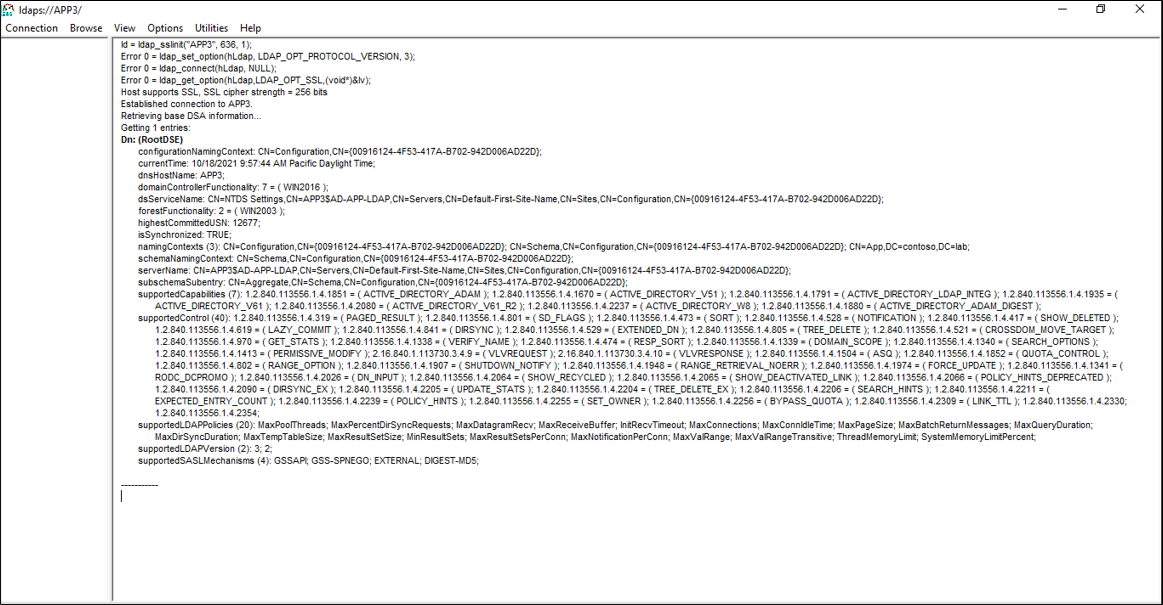 ldaps://APP3/
Connection Browse View Options Utilities Help
ld = ldap_sslinit("APP3", 636, 1);
Error 0 = ldap_set_option(hLdap, LDAP_OPT_PROTOCOL_VERSION, 3);
Error 0 = ldap_connect(hLdap, NULL);
Error 0 = ldap_get_option(hLdap,LDAP_OPT_SSL,(void*)&lv);
Host supports SSL, SSL cipher strength = 256 bits
Established connection to APP3.
Retrieving base DSA information...
Getting 1 entries:
Dn: (RootDSE)
configurationNamingContext: CN=Configuration,CN={00916124-4F53-417A-B702-942D006AD22D};
currentTime: 10/18/2021 9:57:44 AM Pacific Daylight Time;
dnsHostName: APP3;
domainControllerFunctionality: 7 = ( WIN2016 );
dsServiceName: CN=NTDS Settings,CN=APP3$AD-APP-LDAP,CN=Servers,CN=Default-First-Site-Name,CN=Sites,CN=Configuration,CN={00916124-4F53-417A-B702-942D006AD22D};
forestFunctionality: 2 = ( WIN2003 );
highestCommittedUSN: 12677;
isSynchronized: TRUE;
namingContexts (3): CN=Configuration,CN={00916124-4F53-417A-B702-942D006AD22D}; CN=Schema,CN=Configuration,CN={00916124-4F53-417A-B702-942D006AD22D}; CN=App,DC=contoso,DC=lab;
schemaNamingContext: CN=Schema,CN=Configuration,CN={00916124-4F53-417A-B702-942D006AD22D};
serverName: CN=APP3$AD-APP-LDAP,CN=Servers,CN=Default-First-Site-Name,CN=Sites,CN=Configuration,CN={00916124-4F53-417A-B702-942D006AD22D};
subschemaSubentry: CN=Aggregate,CN=Schema,CN=Configuration,CN={00916124-4F53-417A-B702-942D006AD22D};
supportedCapabilities (7): 1.2.840.113556.1.4.1851 = ( ACTIVE_DIRECTORY_ADAM ); 1.2.840.113556.1.4.1670 = ( ACTIVE_DIRECTORY_V51 ); 1.2.840.113556.1.4.1791 = ( ACTIVE_DIRECTORY_LDAP_INTEG ); 1.2.840.113556.1.4.1935 = (
ACTIVE_DIRECTORY_V61 ); 1.2.840.113556.1.4.2080 = ( ACTIVE_DIRECTORY_V61_R2 ); 1.2.840.113556.1.4.2237 = ( ACTIVE_DIRECTORY_W8 ); 1.2.840.113556.1.4.1880 = ( ACTIVE_DIRECTORY_ADAM_DIGEST );
supportedControl (40): 1.2.840.113556.1.4.319 = ( PAGED_RESULT ); 1.2.840.113556.1.4.801 = ( SD_FLAGS ); 1.2.840.113556.1.4.473 = ( SORT ); 1.2.840.113556.1.4.528 = ( NOTIFICATION ); 1.2.840.113556.1.4.417 = ( SHOW_DELETED );
1.2.840.113556.1.4.619 = ( LAZY_COMMIT ); 1.2.840.113556.1.4.841 = ( DIRSYNC ); 1.2.840.113556.1.4.529 = ( EXTENDED_DN ); 1.2.840.113556.1.4.805 = ( TREE_DELETE ); 1.2.840.113556.1.4.521 = ( CROSSDOM_MOVE_TARGET );
1.2.840.113556.1.4.970 = ( GET_STATS ); 1.2.840.113556.1.4.1338 = ( VERIFY_NAME ); 1.2.840.113556.1.4.474 = ( RESP_SORT ); 1.2.840.113556.1.4.1339 = ( DOMAIN_SCOPE ); 1.2.840.113556.1.4.1340 = ( SEARCH_OPTIONS );
1.2.840.113556.1.4.1413 = ( PERMISSIVE_MODIFY ); 2.16.840.1.113730.3.4.9 = ( VLVREQUEST ); 2.16.840.1.113730.3.4.10 = ( VLVRESPONSE ); 1.2.840.113556.1.4.1504 = ( ASQ ); 1.2.840.113556.1.4.1852 = ( QUOTA_CONTROL );
1.2.840.113556.1.4.802 = ( RANGE_OPTION ); 1.2.840.113556.1.4.1907 = ( SHUTDOWN_NOTIFY ); 1.2.840.113556.1.4.1948 = ( RANGE_RETRIEVAL_NOERR ); 1.2.840.113556.1.4.1974 = ( FORCE_UPDATE ); 1.2.840.113556.1.4.1341 = (
RODC_DCPROMO ); 1.2.840.113556.1.4.2026 = ( DN_INPUT ); 1.2.840.113556.1.4.2064 = ( SHOW_RECYCLED ); 1.2.840.113556.1.4.2065 = ( SHOW_DEACTIVATED_LINK ); 1.2.840.113556.1.4.2066 = ( POLICY_HINTS_DEPRECATED );
1.2.840.113556.1.4.2090 = ( DIRSYNC_EX ); 1.2.840.113556.1.4.2205 = ( UPDATE_STATS ); 1.2.840.113556.1.4.2204 = ( TREE_DELETE_EX ); 1.2.840.113556.1.4.2206 = ( SEARCH_HINTS ); 1.2.840.113556.1.4.2211 = (
EXPECTED_ENTRY_COUNT ); 1.2.840.113556.1.4.2239 = ( POLICY_HINTS ); 1.2.840.113556.1.4.2255 = ( SET_OWNER ); 1.2.840.113556.1.4.2256 = ( BYPASS_QUOTA ); 1.2.840.113556.1.4.2309 = ( LINK_TTL ); 1.2.840.113556.1.4.2330;
1.2.840.113556.1.4.2354;
supportedLDAPPolicies (20): MaxPoolThreads; MaxPercentDirSyncRequests; MaxDatagramRecv; MaxReceiveBuffer; InitRecvTimeout; MaxConnections; MaxConnIdleTime; MaxPageSize; MaxBatchReturnMessages; MaxQueryDuration;
MaxDirSyncDuration; MaxTempTableSize; MaxResultSetSize; MinResultSets; MaxResultSetsPerConn; MaxNotificationPerConn; MaxValRange; MaxValRangeTransitive; ThreadMemoryLimit; SystemMemoryLimitPercent;
supportedLDAPVersion (2): 3; 2;
supportedSASLMechanisms (4): GSSAPI; GSS-SPNEGO; EXTERNAL; DIGEST-MD5;
-----------